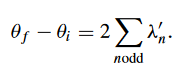 θ_f − θ_i = 2 ∑_{n odd} λ′_n.